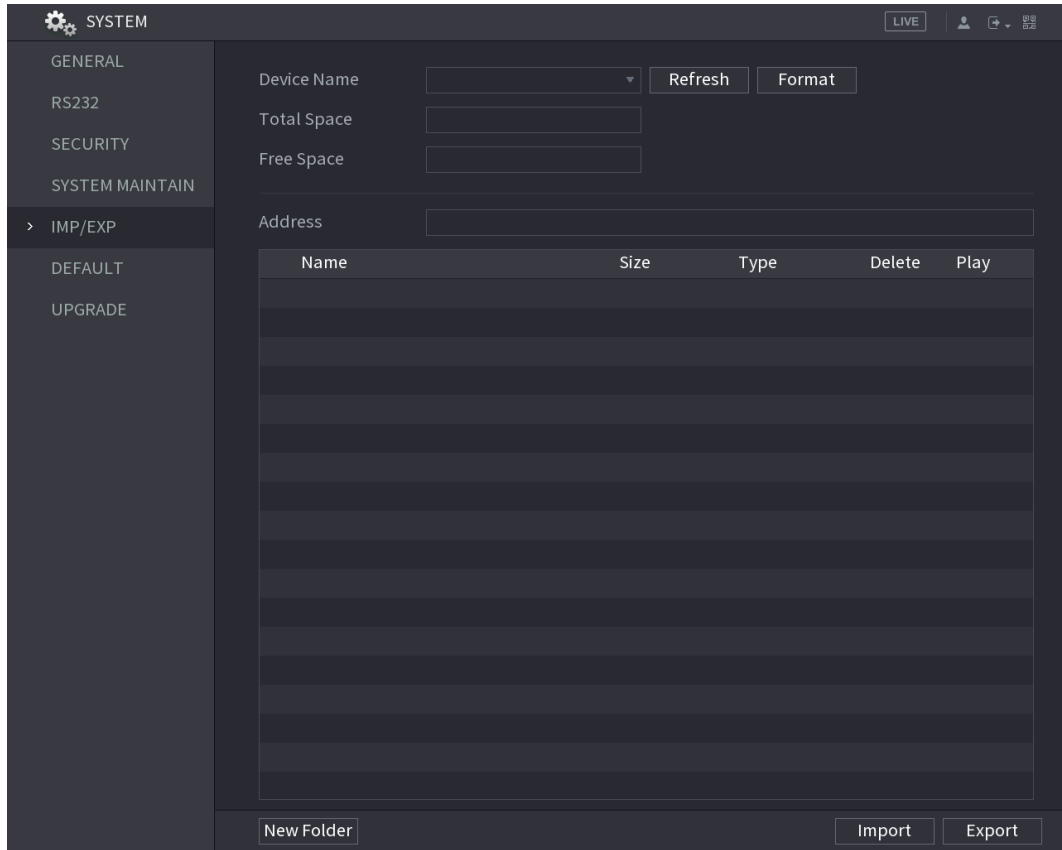 SYSTEM
LIVE
GENERAL
RS232
SECURITY
SYSTEM MAINTAIN
IMP/EXP
DEFAULT
UPGRADE
Device Name
Refresh
Format
Total Space
Free Space
Address
Name Size Type Delete Play
New Folder
Import
Export